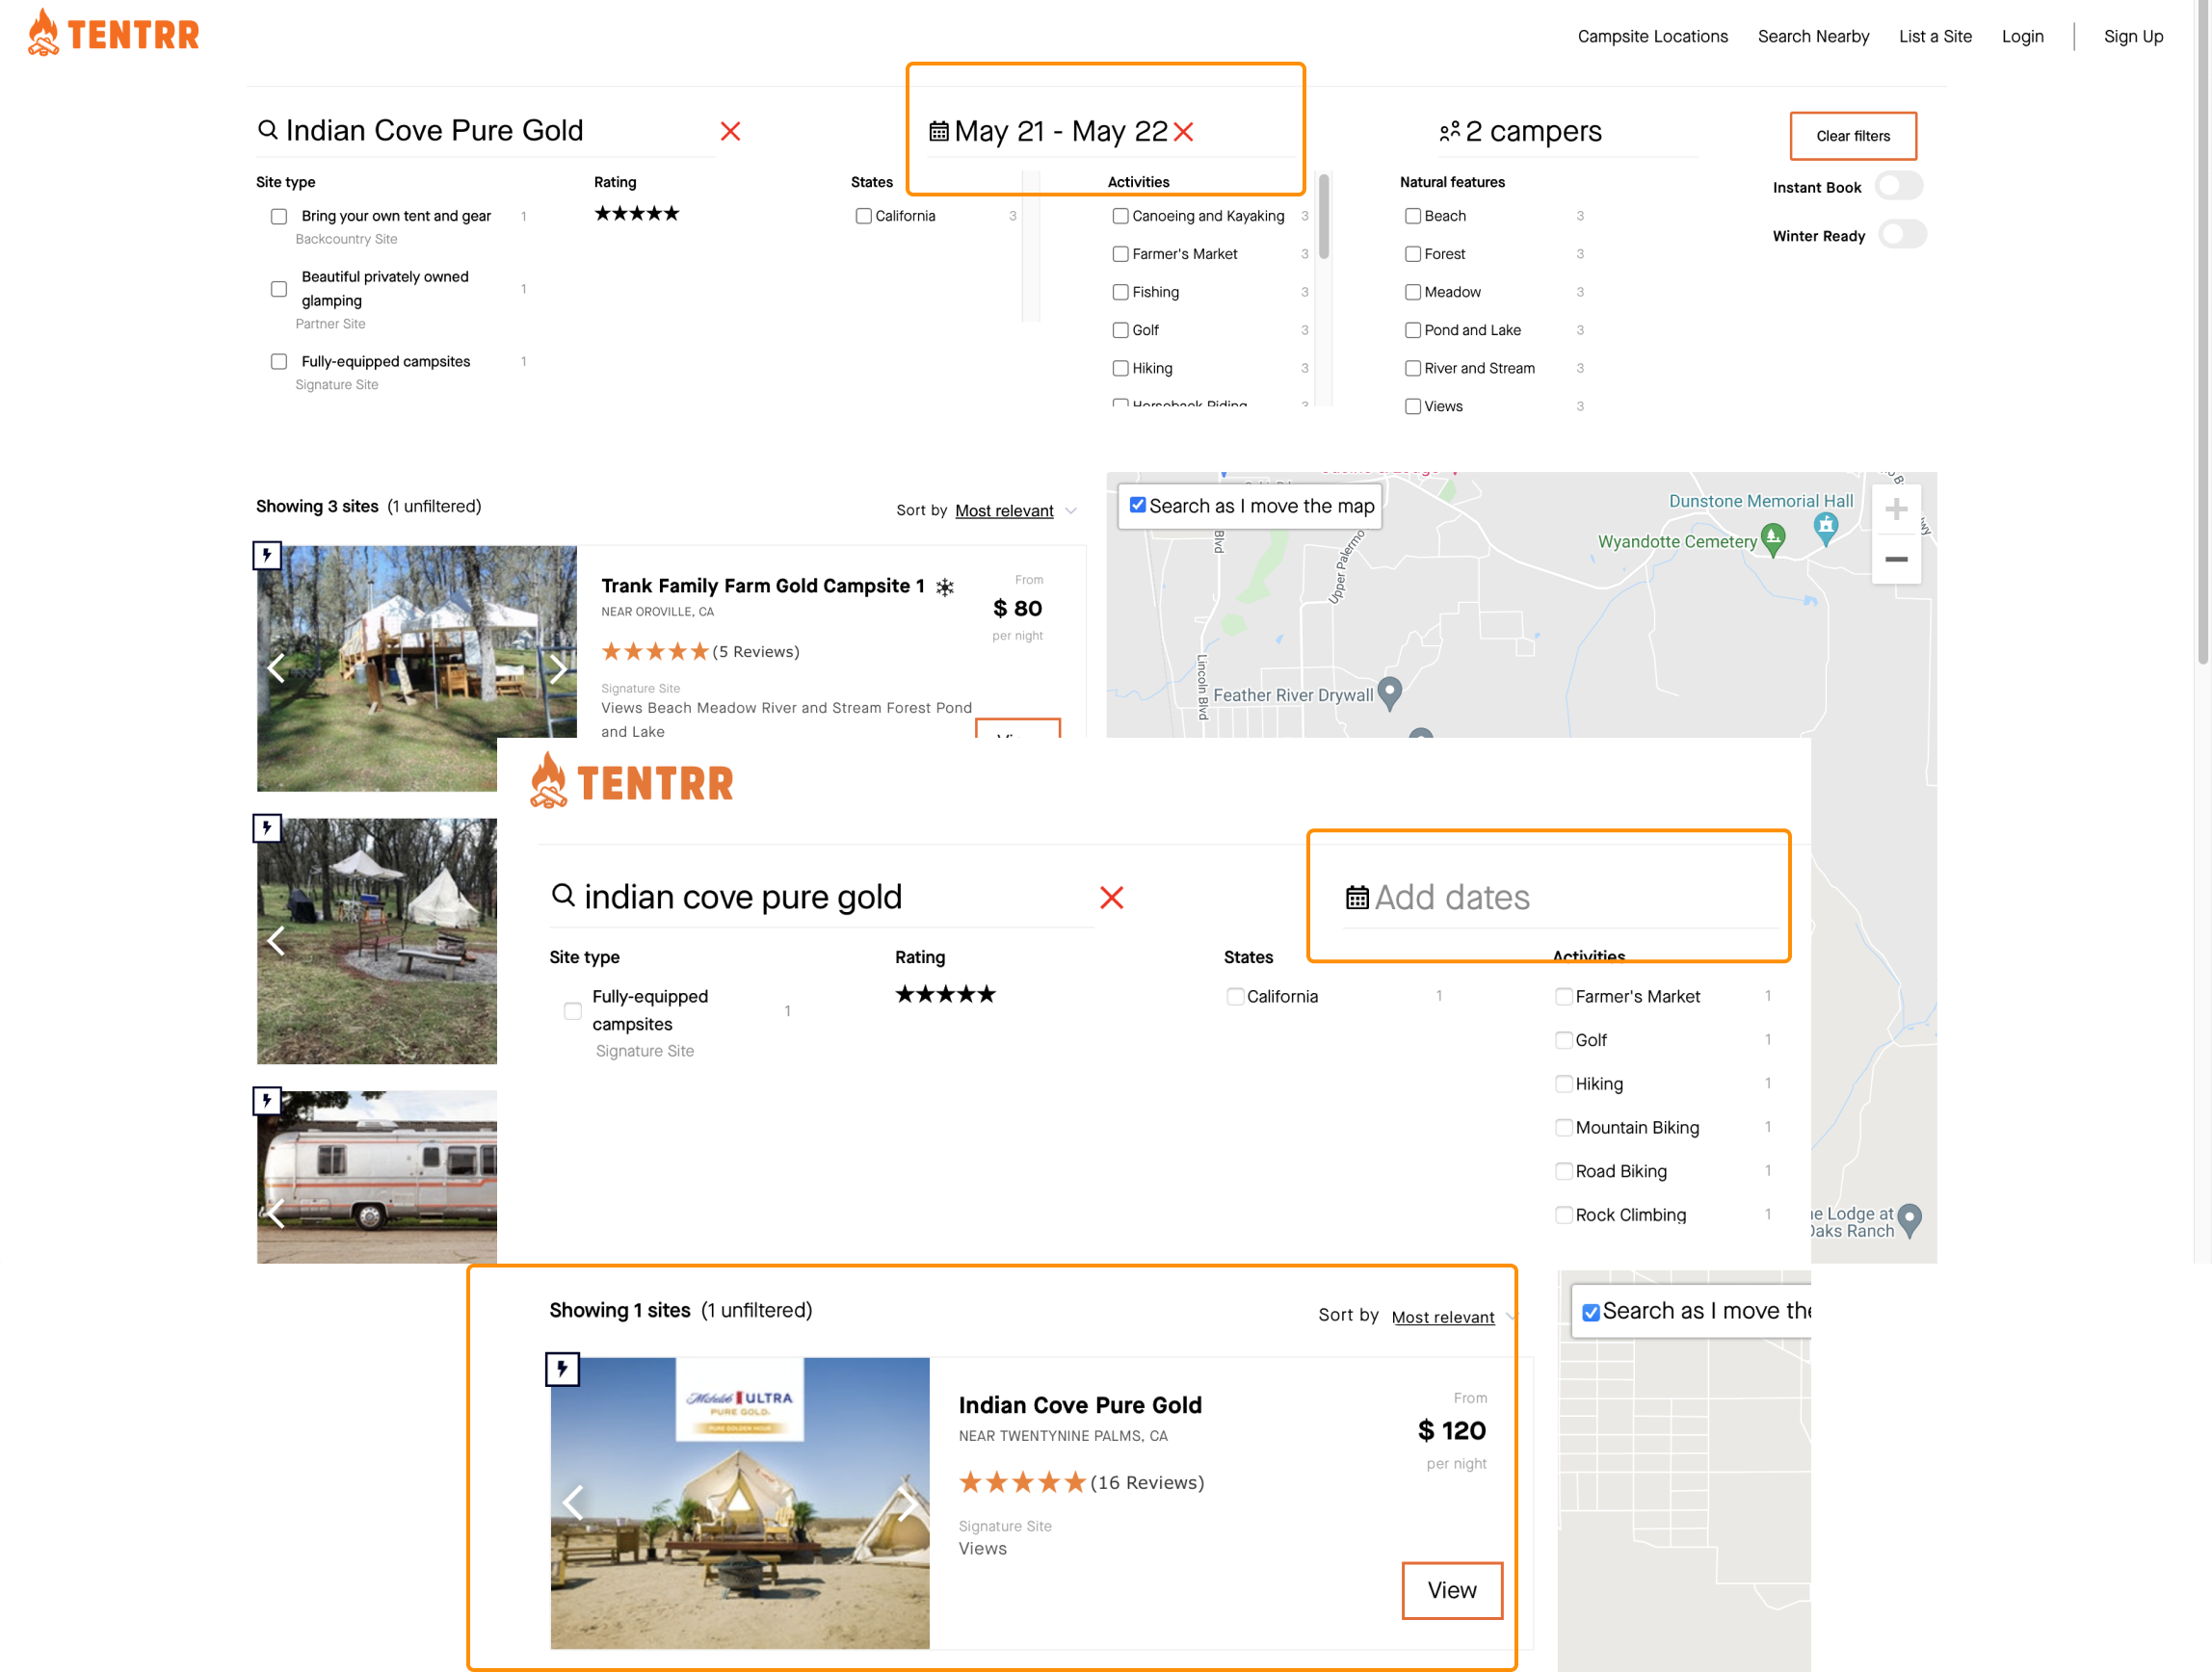 TENTRR
Campsite Locations
Search Nearby
List a Site
Login
Sign Up
Indian Cove Pure Gold
May 21 - May 22
2 campers
Clear filters
Site type
Rating
States
Activities
Natural features
Instant Book
Winter Ready
Bring your own tent and gear 1
Backcountry Site
Beautiful privately owned
glamping 1
Partner Site
Fully-equipped campsites 1
Signature Site
★★★★★
California 3
Canoeing and Kayaking 3
Farmer's Market 3
Fishing 3
Golf 3
Hiking 3
Horseback Riding 3
Beach 3
Forest 3
Meadow 3
Pond and Lake 3
River and Stream 3
Views 3
Showing 3 sites (1 unfiltered)
Sort by Most relevant
Trank Family Farm Gold Campsite 1
NEAR OROVILLE, CA
(5 Reviews)
Signature Site
Views Beach Meadow River and Stream Forest Pond
and Lake
From
$ 80
per night
Search as I move the map
Dunstone Memorial Hall
Wyandotte Cemetery
Blvd
Upper Palermo
Lincoln Blvd
Feather River Drywall
TENTRR
indian cove pure gold
Add dates
Site type
Rating
States
Activities
Fully-equipped
campsites 1
Signature Site
★★★★★
California 1
Farmer's Market 1
Golf 1
Hiking 1
Mountain Biking 1
Road Biking 1
Rock Climbing 1
Lodge at
Oaks Ranch
Showing 1 sites (1 unfiltered)
Sort by Most relevant
Search as I move the
Michelob ULTRA
PURE GOLD.
PURE GOLDEN HOUR
Indian Cove Pure Gold
NEAR TWENTYNINE PALMS, CA
(16 Reviews)
Signature Site
Views
From
$ 120
per night
View